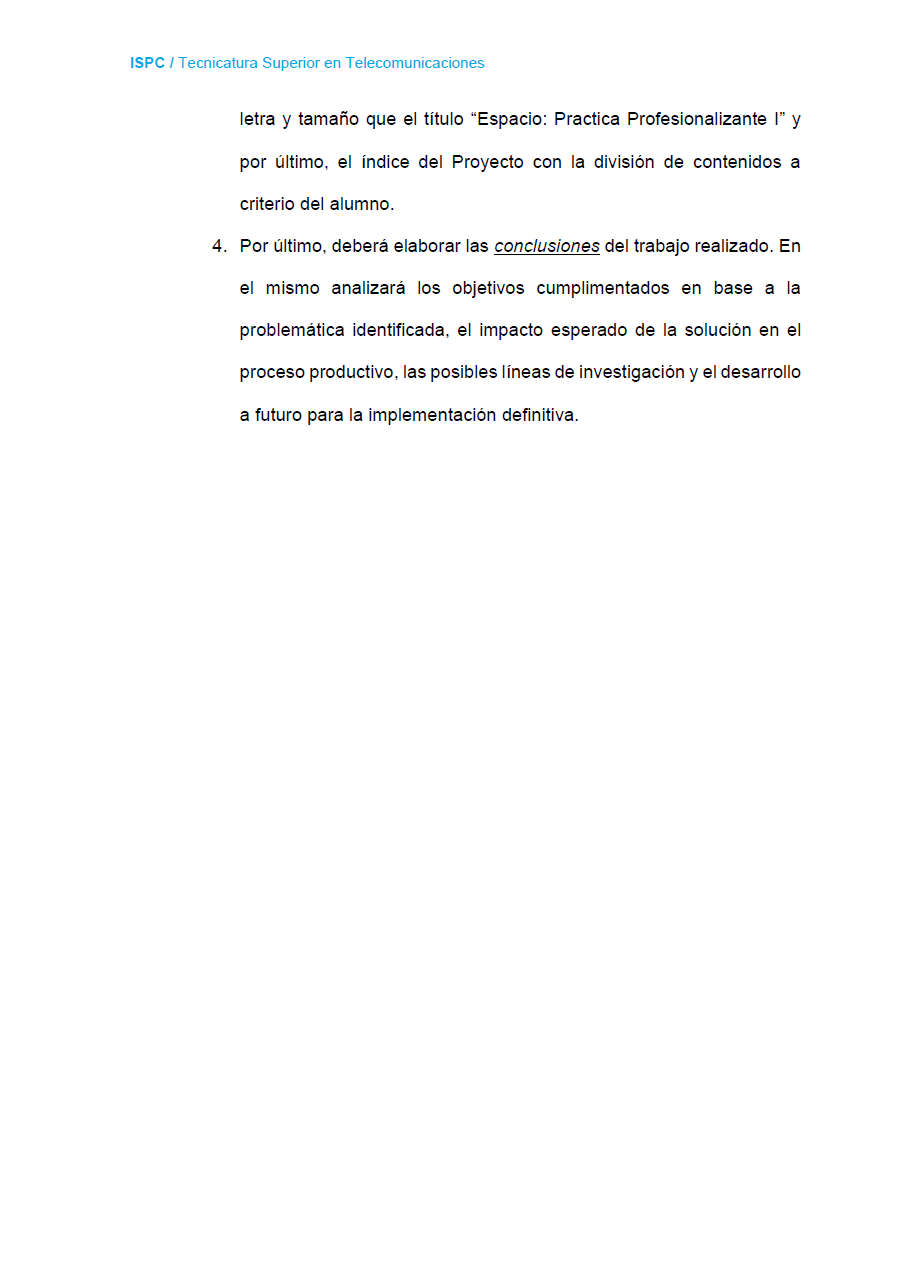 ISPC / Tecnicatura Superior en Telecomunicaciones
letra y tamaño que el título “Espacio: Practica Profesionalizante I” y
por último, el índice del Proyecto con la división de contenidos a
criterio del alumno.
4. Por último, deberá elaborar las conclusiones del trabajo realizado. En
el mismo analizará los objetivos cumplimentados en base a la
problemática identificada, el impacto esperado de la solución en el
proceso productivo, las posibles líneas de investigación y el desarrollo
a futuro para la implementación definitiva.